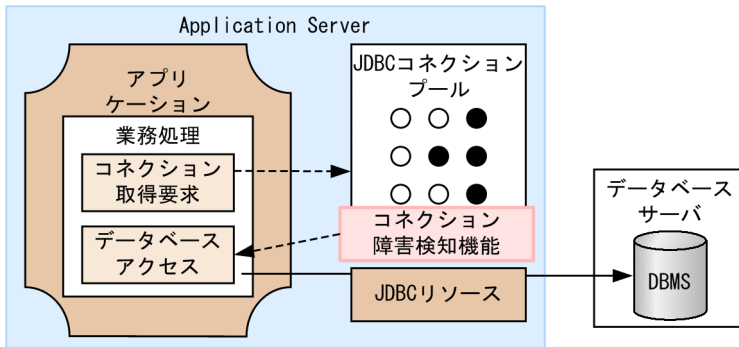 Application Server
アプリ
ケーション
業務処理
コネクション
取得要求
データベース
アクセス
JDBCコネクション
プール
コネクション
障害検知機能
JDBCリソース
データベース
サーバ
DBMS